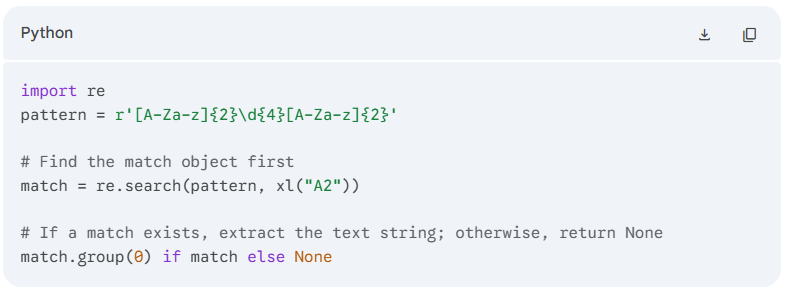 Python
import re
pattern = r'[A-Za-z]{2}\d{4}[A-Za-z]{2}'
# Find the match object first
match = re.search(pattern, xl("A2"))
# If a match exists, extract the text string; otherwise, return None
match.group(0) if match else None